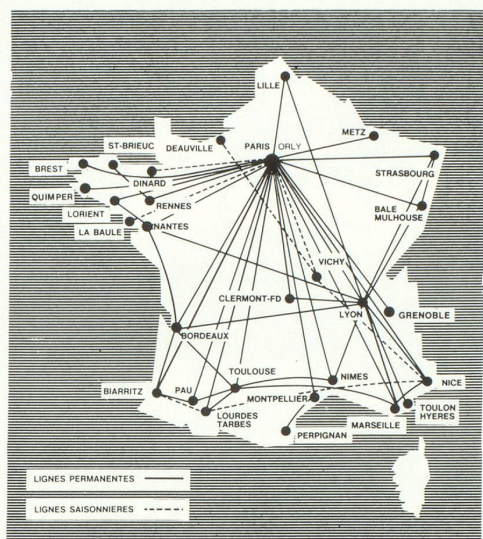 LILLE
METZ
ST-BRIEUC
DEAUVILLE
PARIS ORLY
STRASBOURG
BREST
DINARD
QUIMPER
RENNES
BALE
MULHOUSE
LORIENT
NANTES
LA BAULE
VICHY
CLERMONT-FD
LYON
GRENOBLE
BORDEAUX
TOULOUSE
NIMES
NICE
BIARRITZ
PAU
MONTPELLIER
LOURDES
TARBES
TOULON
HYERES
MARSEILLE
PERPIGNAN
LIGNES PERMANENTES
LIGNES SAISONNIERES